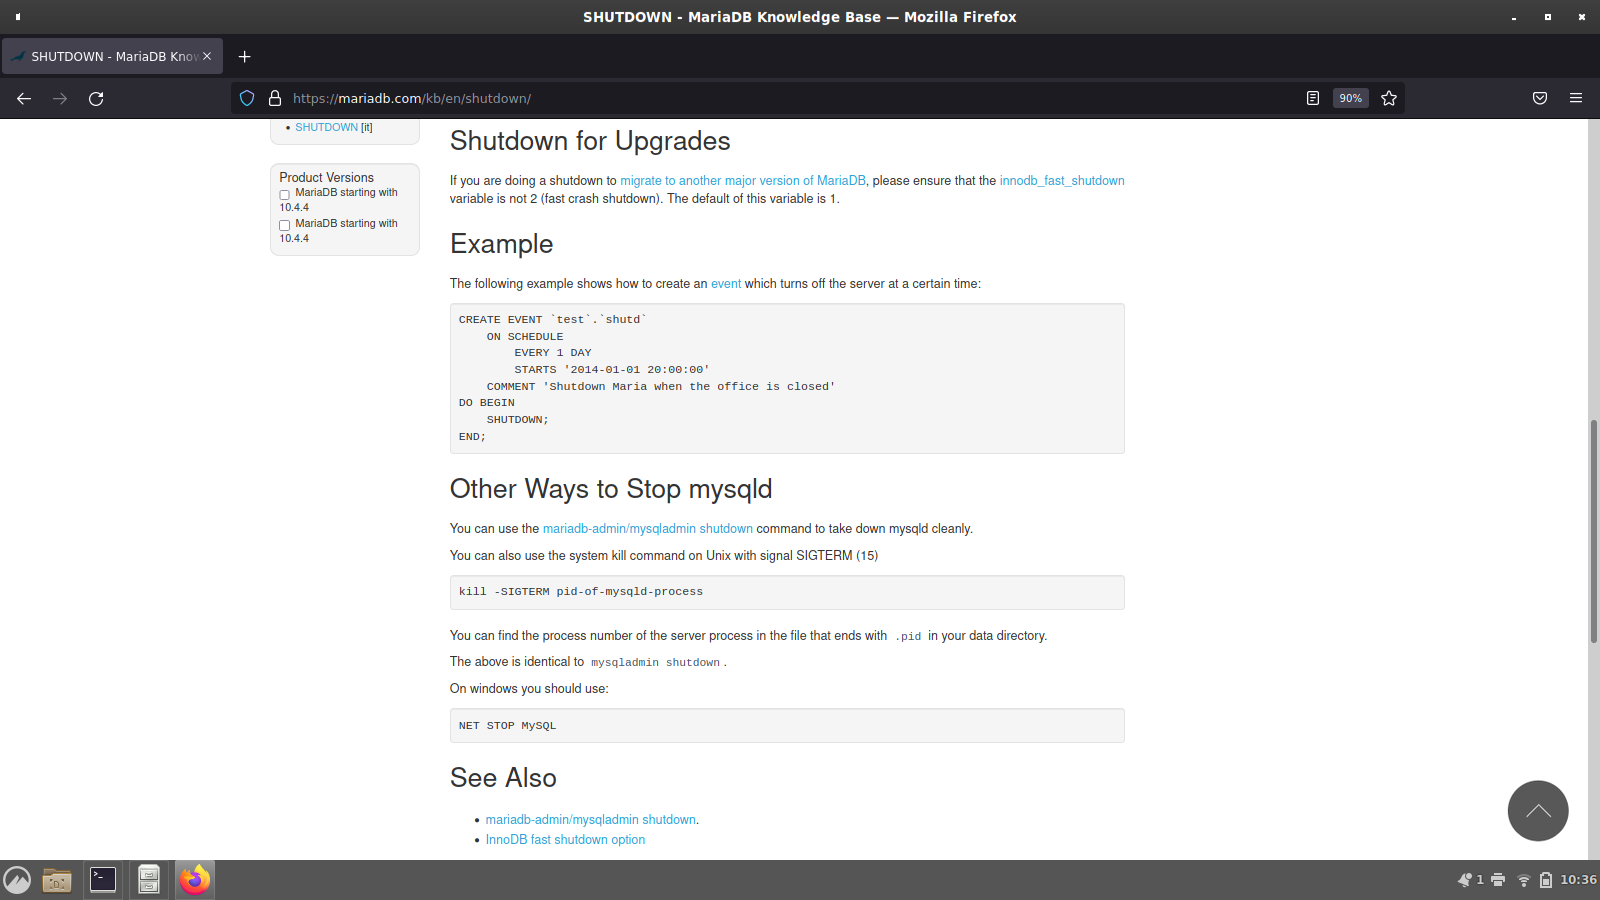 SHUTDOWN - MariaDB Knowledge Base — Mozilla Firefox
SHUTDOWN - MariaDB Know
https://mariadb.com/kb/en/shutdown/
90%
SHUTDOWN [it]
Product Versions
MariaDB starting with
10.4.4
MariaDB starting with
10.4.4
Shutdown for Upgrades
If you are doing a shutdown to migrate to another major version of MariaDB, please ensure that the innodb_fast_shutdown
variable is not 2 (fast crash shutdown). The default of this variable is 1.
Example
The following example shows how to create an event which turns off the server at a certain time:
CREATE EVENT `test`.`shutd`
    ON SCHEDULE
        EVERY 1 DAY
        STARTS '2014-01-01 20:00:00'
    COMMENT 'Shutdown Maria when the office is closed'
DO BEGIN
    SHUTDOWN;
END;
Other Ways to Stop mysqld
You can use the mariadb-admin/mysqladmin shutdown command to take down mysqld cleanly.
You can also use the system kill command on Unix with signal SIGTERM (15)
kill -SIGTERM pid-of-mysqld-process
You can find the process number of the server process in the file that ends with .pid in your data directory.
The above is identical to mysqladmin shutdown.
On windows you should use:
NET STOP MySQL
See Also
mariadb-admin/mysqladmin shutdown.
InnoDB fast shutdown option
1
10:36